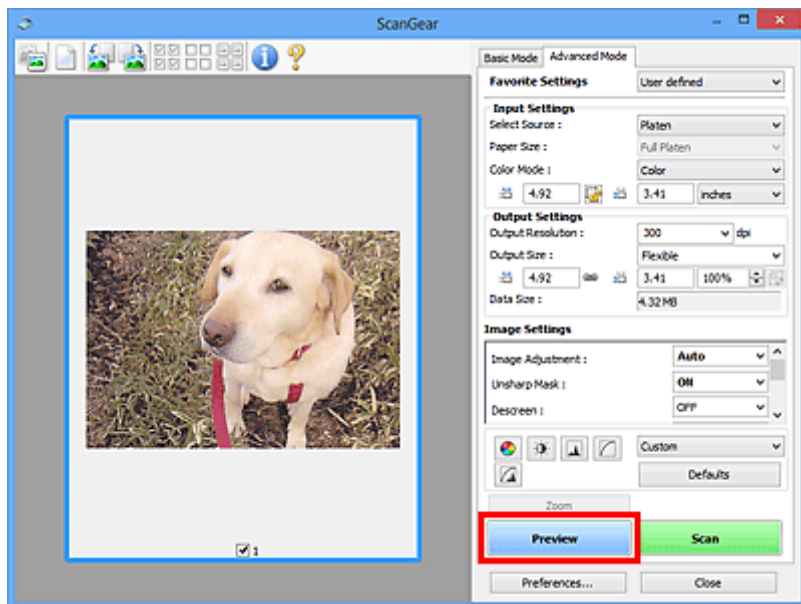 ScanGear
Basic Mode Advanced Mode
Favorite Settings User defined
Input Settings
Select Source : Platen
Paper Size : Full Platen
Color Mode : Color
4.92 3.41 inches
Output Settings
Output Resolution : 300 dpi
Output Size : Flexible
4.92 3.41 100%
Data Size : 4.32 MB
Image Settings
Image Adjustment : Auto
Unsharp Mask : ON
Descreen : OFF
Custom
Defaults
Zoom
Preview Scan
1
Preferences... Close